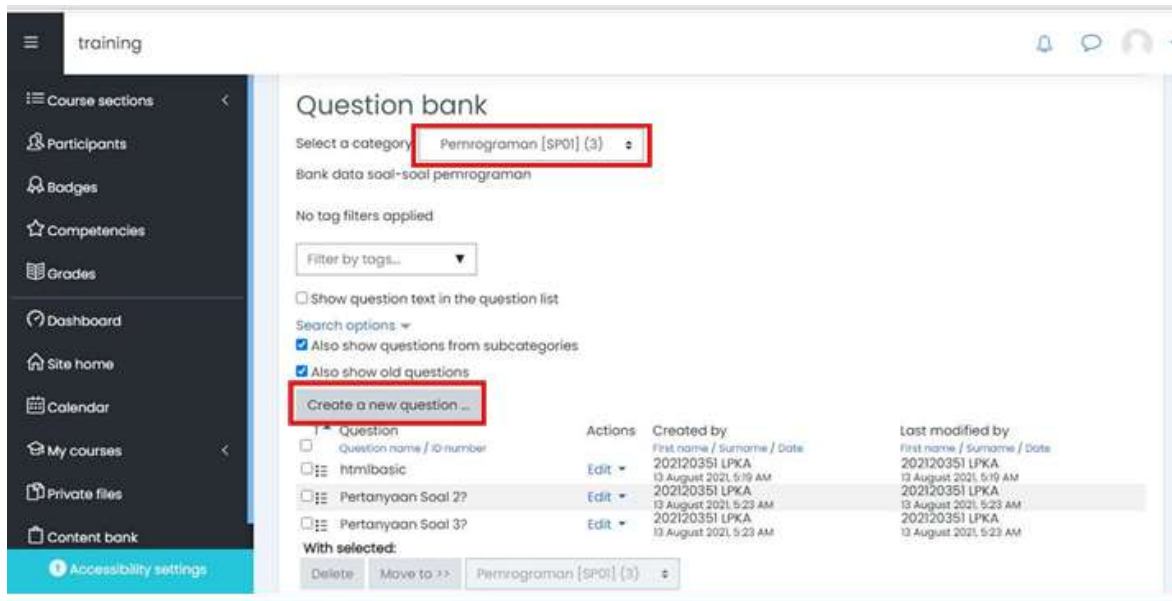 training
Course sections
Participants
Badges
Competencies
Grades
Dashboard
Site home
Calendar
My courses
Private files
Content bank
Accessibility settings
Question bank
Select a category Pemrograman [SP01] (3)
Bank data soal-soal pemrograman
No tag filters applied
Filter by tags...
Show question text in the question list
Search options
Also show questions from subcategories
Also show old questions
Create a new question ...
Question Actions Created by Last modified by
Question name / ID number First name / Surname / Date First name / Surname / Date
htmlbasic Edit 202120351 LPKA 202120351 LPKA
13 August 2021, 5:19 AM 13 August 2021, 5:19 AM
Pertanyaan Soal 2? Edit 202120351 LPKA 202120351 LPKA
13 August 2021, 5:23 AM 13 August 2021, 5:23 AM
Pertanyaan Soal 3? Edit 202120351 LPKA 202120351 LPKA
13 August 2021, 5:23 AM 13 August 2021, 5:23 AM
With selected:
Delete Move to >> Pemrograman [SP01] (3)